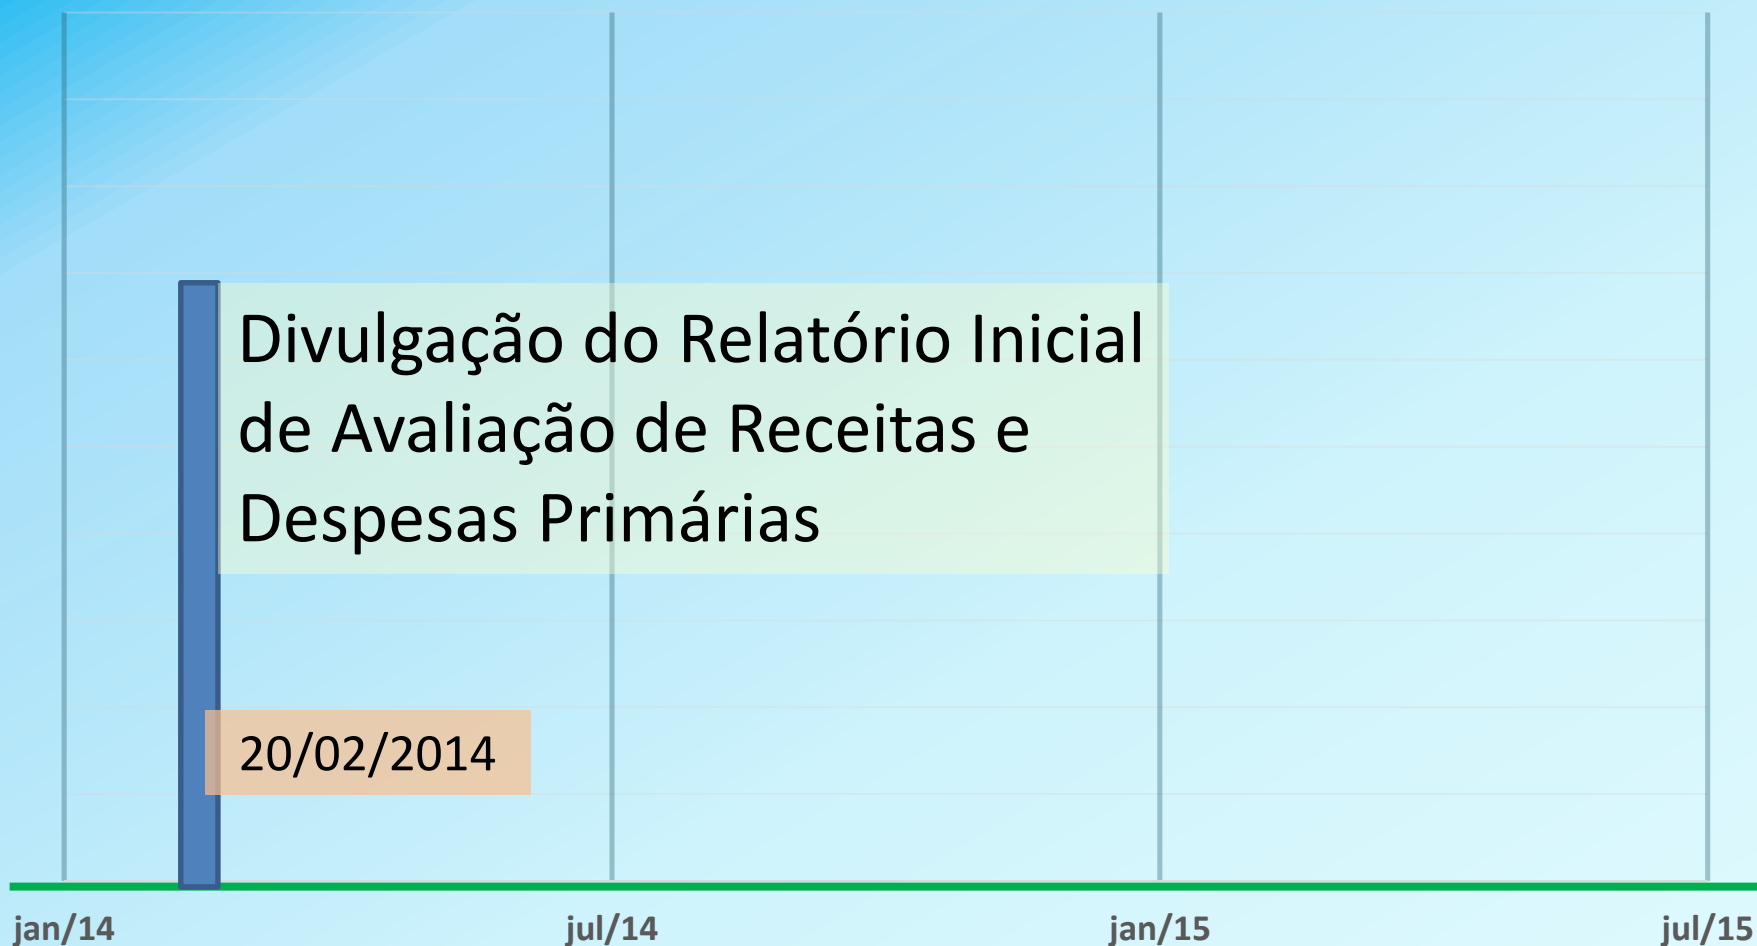 Divulgação do Relatório Inicial
de Avaliação de Receitas e
Despesas Primárias
20/02/2014
jan/14 jul/14 jan/15 jul/15